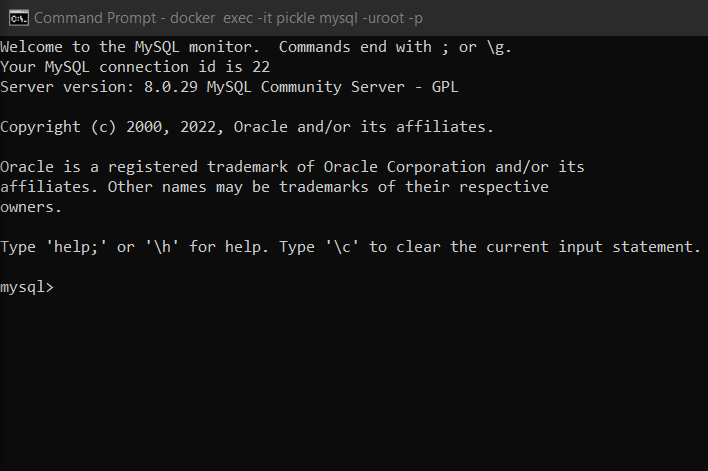 Command Prompt - docker  exec -it pickle mysql -uroot -p
Welcome to the MySQL monitor.  Commands end with ; or \g.
Your MySQL connection id is 22
Server version: 8.0.29 MySQL Community Server - GPL
Copyright (c) 2000, 2022, Oracle and/or its affiliates.
Oracle is a registered trademark of Oracle Corporation and/or its
affiliates. Other names may be trademarks of their respective
owners.
Type 'help;' or '\h' for help. Type '\c' to clear the current input statement.
mysql>